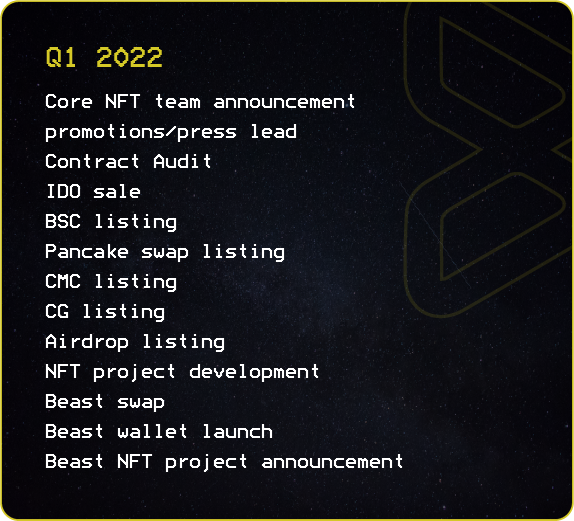 Q1 2022
Core NFT team announcement
promotions/press lead
Contract Audit
IDO sale
BSC listing
Pancake swap listing
CMC listing
CG listing
Airdrop listing
NFT project development
Beast swap
Beast wallet launch
Beast NFT project announcement